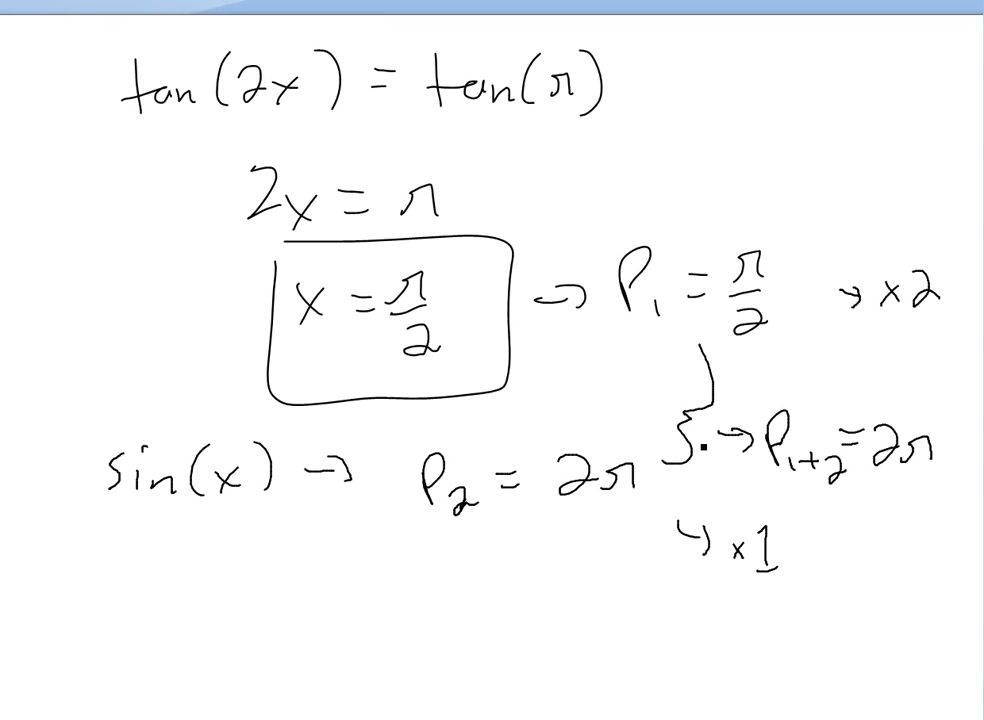 tan(2x) = tan(π)
2x = π
x = π/2 → P₁ = π/2 → x2
sin(x) → P₂ = 2π } → P₁₊₂ = 2π
↳ x1